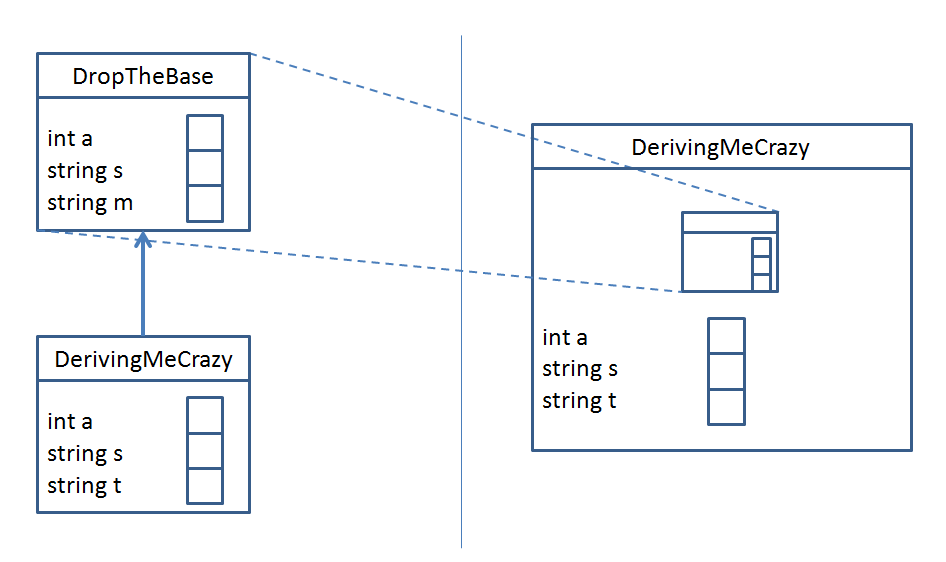 DropTheBase
int a
string s
string m
DerivingMeCrazy
int a
string s
string t
DerivingMeCrazy
int a
string s
string t